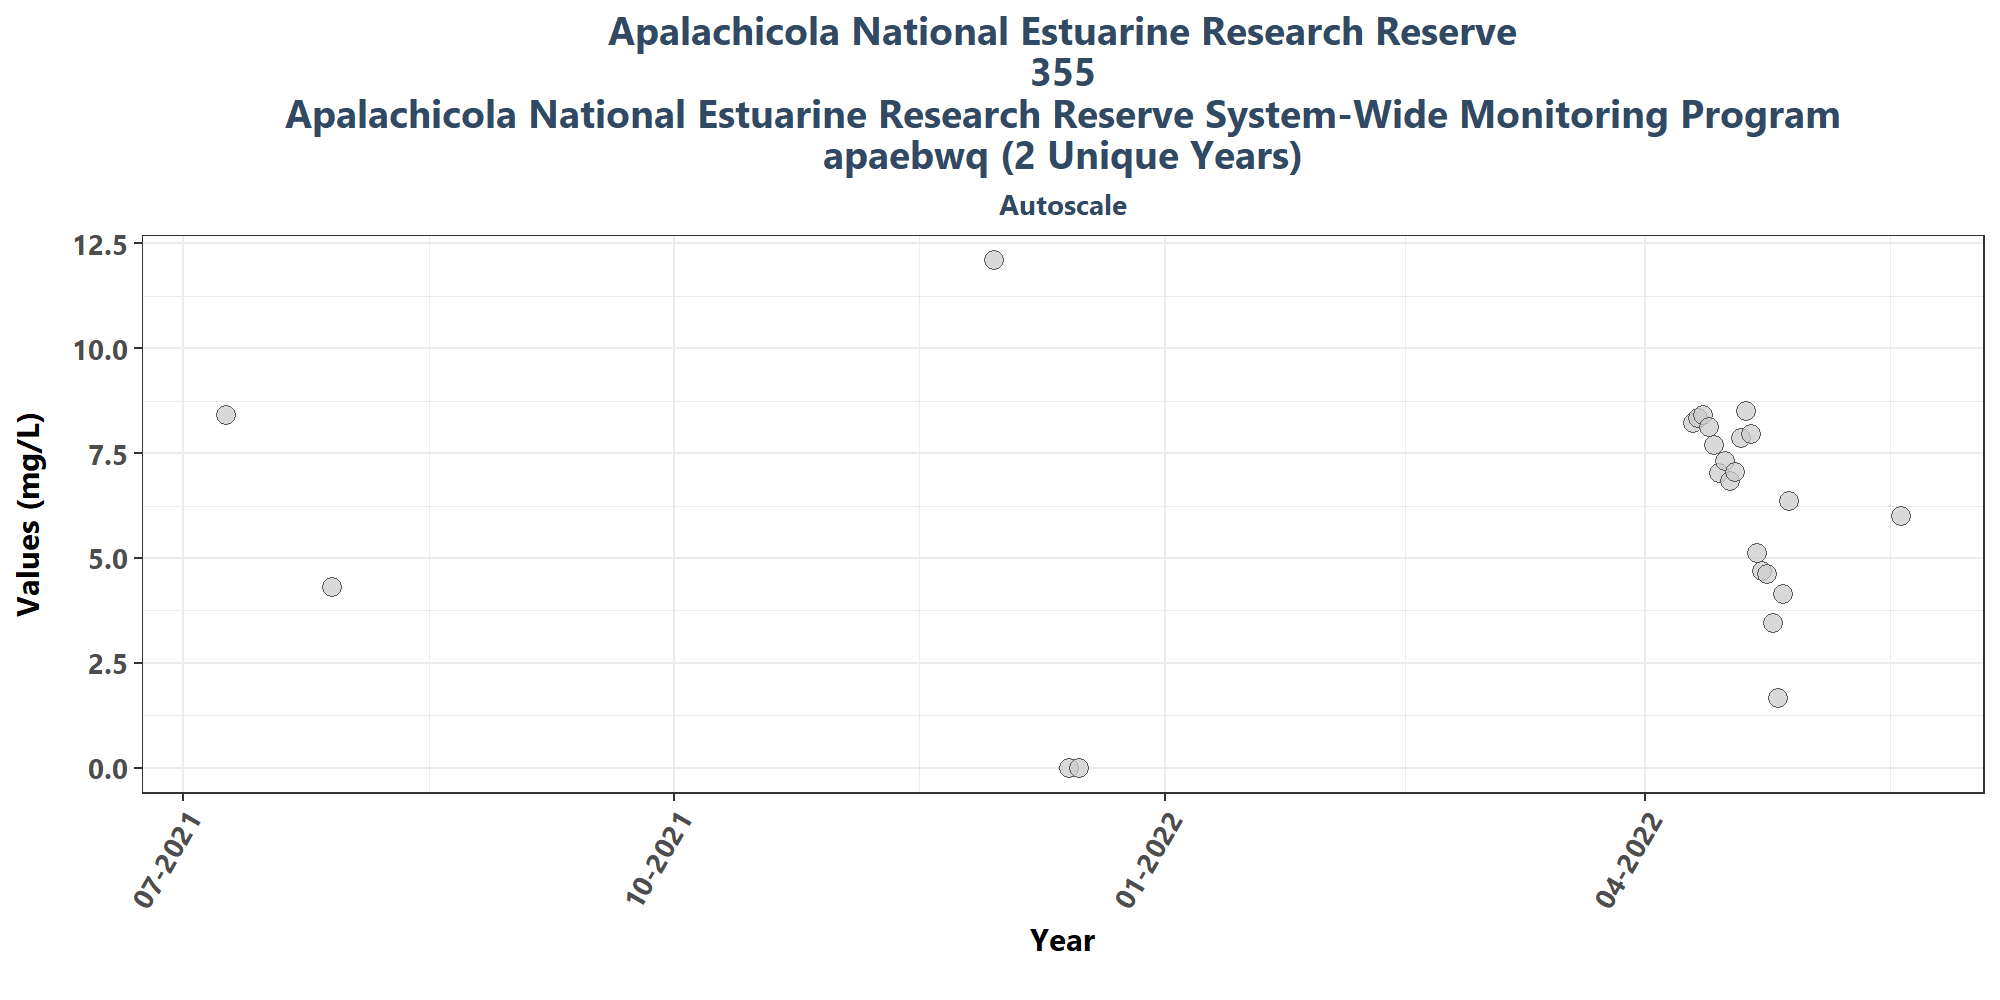 Apalachicola National Estuarine Research Reserve
355
Apalachicola National Estuarine Research Reserve System-Wide Monitoring Program
apaebwq (2 Unique Years)
Autoscale
Values (mg/L)
12.5
10.0
7.5
5.0
2.5
0.0
07-2021
10-2021
01-2022
04-2022
Year